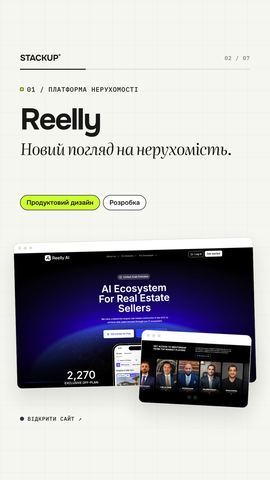 STACKUP®
02 / 07
01 / ПЛАТФОРМА НЕРУХОМОСТІ
Reelly
Новий погляд на нерухомість.
Продуктовий дизайн
Розробка
Reelly AI
AI Ecosystem
For Real Estate
Sellers
2,270
EXCLUSIVE OFF-PLAN
ВІДКРИТИ САЙТ ↗